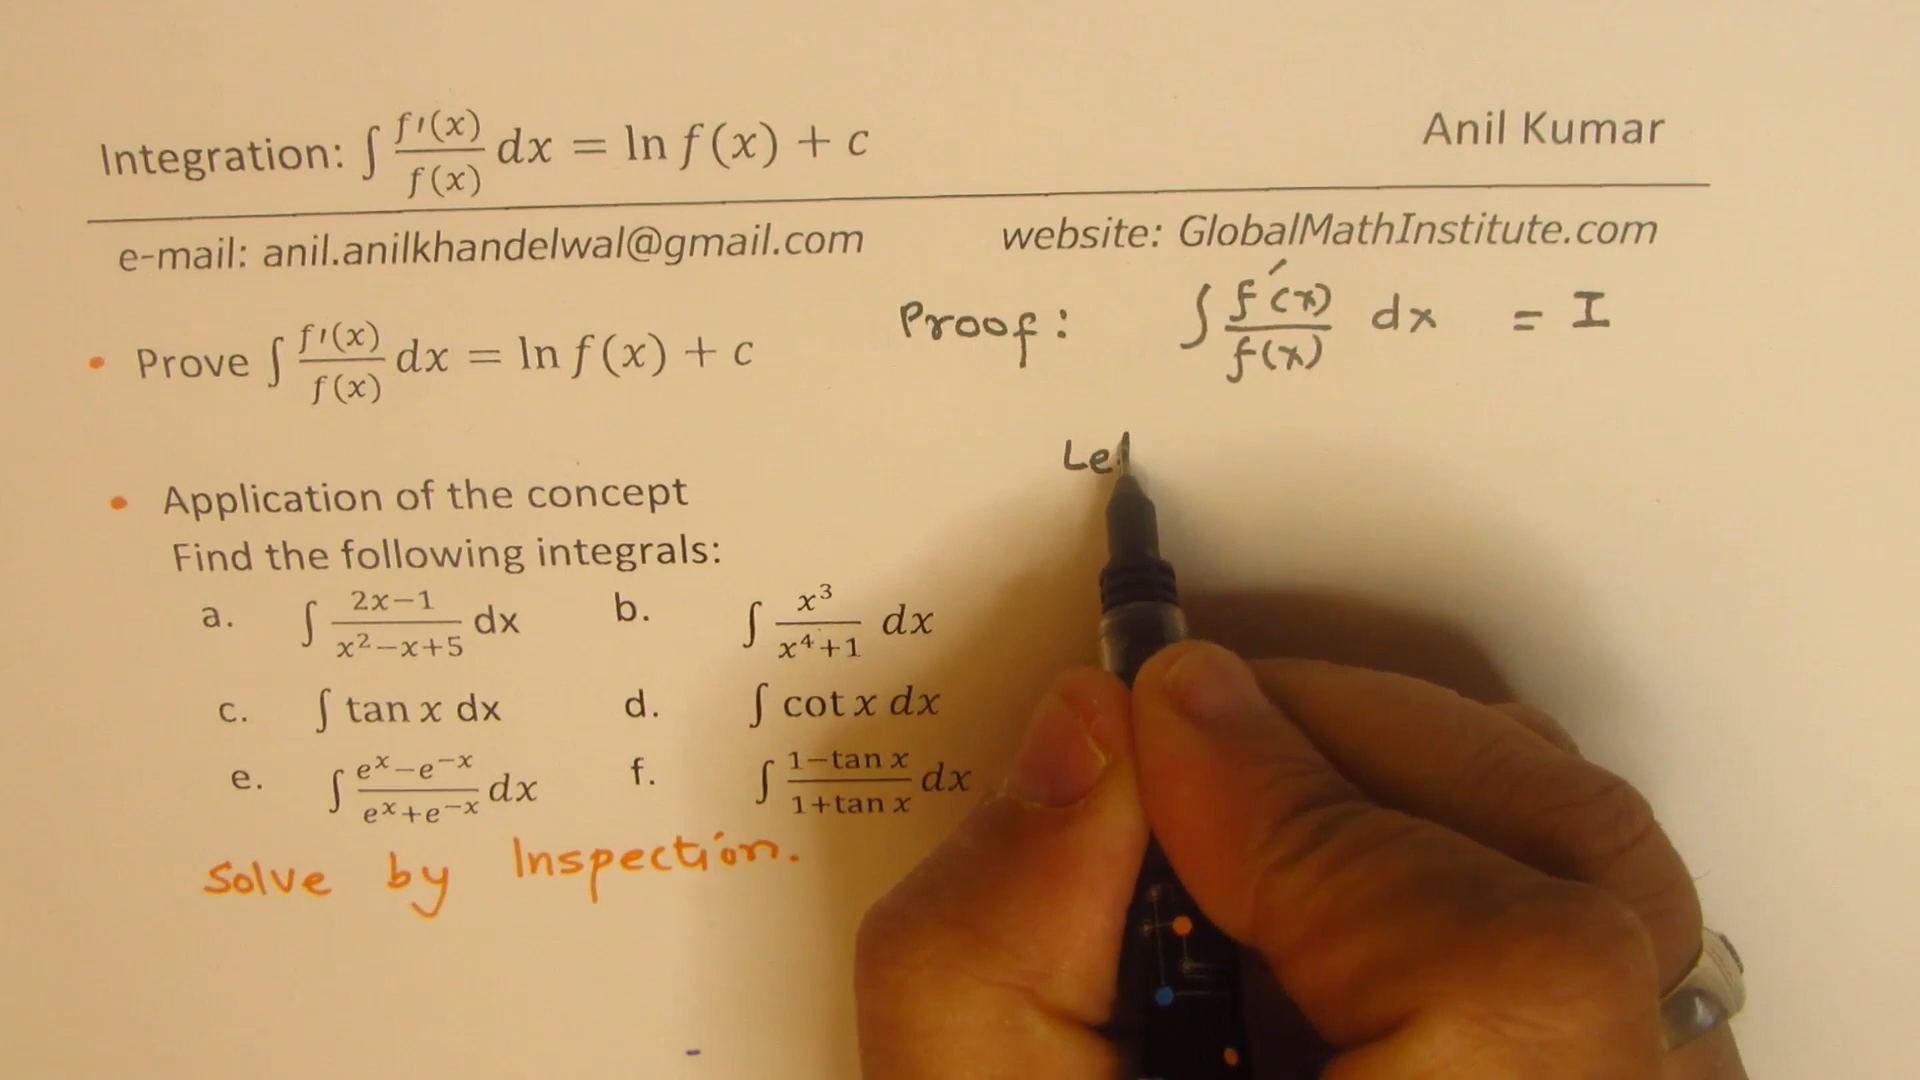 Integration: ∫ f′(x)/f(x) dx = ln f(x) + c
Anil Kumar
e-mail: anil.anilkhandelwal@gmail.com
website: GlobalMathInstitute.com
• Prove ∫ f′(x)/f(x) dx = ln f(x) + c
Proof: ∫ f′(x)/f(x) dx = I
Let
• Application of the concept
Find the following integrals:
a. ∫ 2x−1/x²−x+5 dx b. ∫ x³/x⁴+1 dx
c. ∫ tan x dx d. ∫ cot x dx
e. ∫ eˣ−e⁻ˣ/eˣ+e⁻ˣ dx f. ∫ 1−tan x/1+tan x dx
Solve by Inspection.